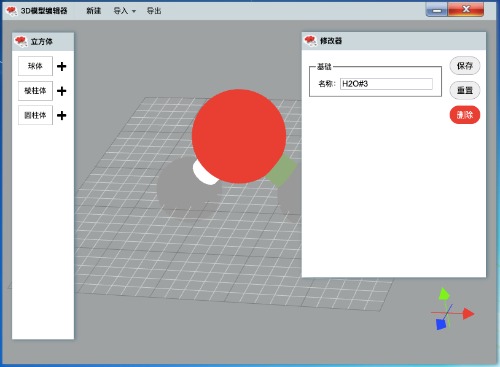 3D模型编辑器 新建 导入 导出
立方体
球体
棱柱体
圆柱体
修改器
基础
名称: H2O#3
保存
重置
删除